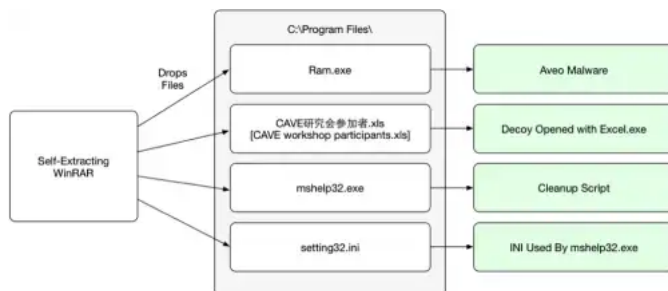 C:\Program Files\
Drops
Files
Ram.exe
Aveo Malware
CAVE研究会参加者.xls
[CAVE workshop participants.xls]
Decoy Opened with Excel.exe
Self-Extracting
WinRAR
mshelp32.exe
Cleanup Script
setting32.ini
INI Used By mshelp32.exe